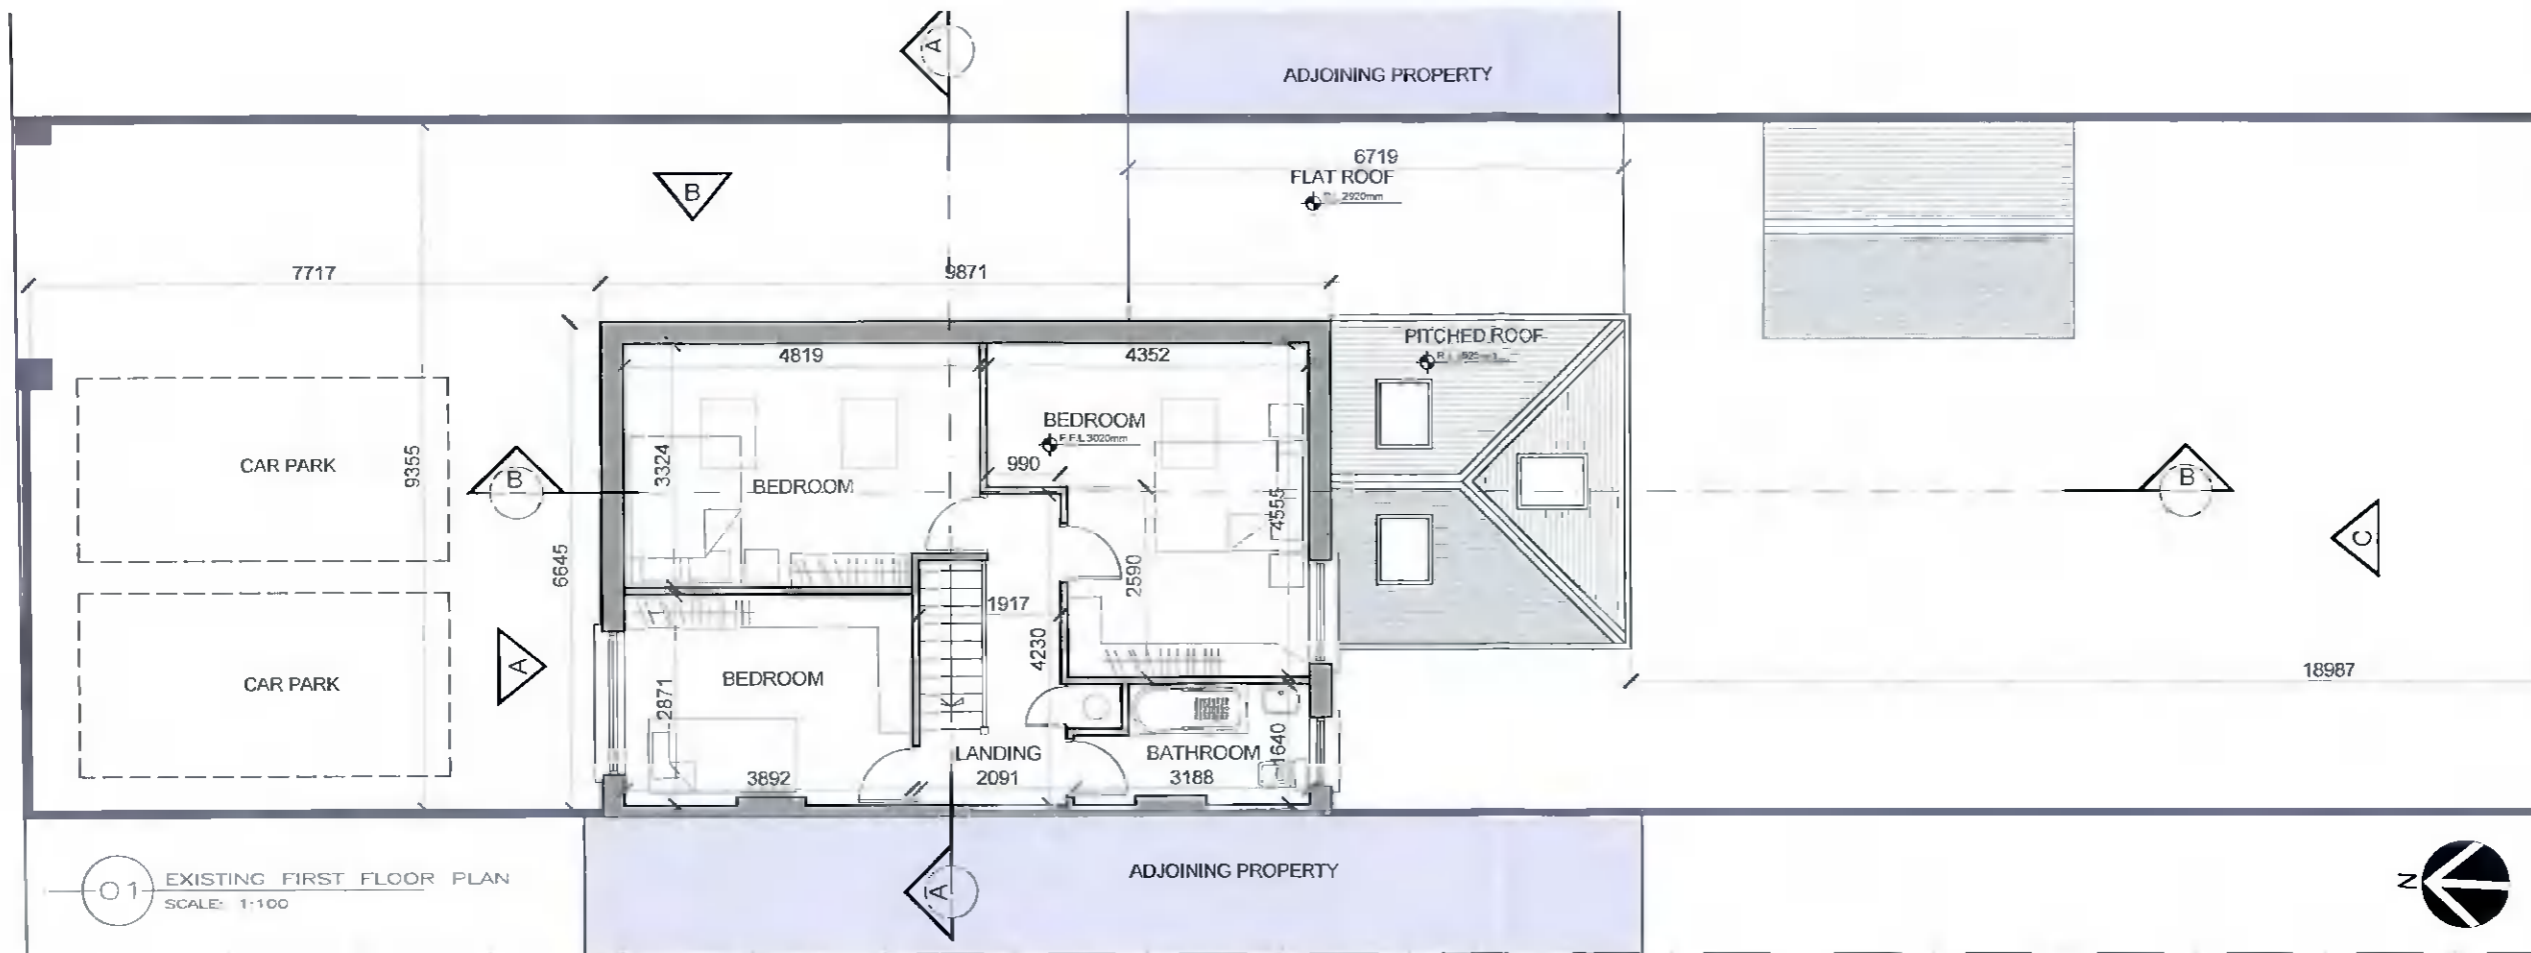 A
ADJOINING PROPERTY
6719
FLAT ROOF
2920mm
B
7717
9871
PITCHED ROOF
4819
4352
BEDROOM
F.F.L 3020mm
990
CAR PARK
9355
3324
BEDROOM
B
4555
B
C
6645
2590
1917
4230
CAR PARK
A
BEDROOM
2871
18987
LANDING
2091
BATHROOM
3188
1640
3892
ADJOINING PROPERTY
A
01
EXISTING FIRST FLOOR PLAN
SCALE: 1:100
N